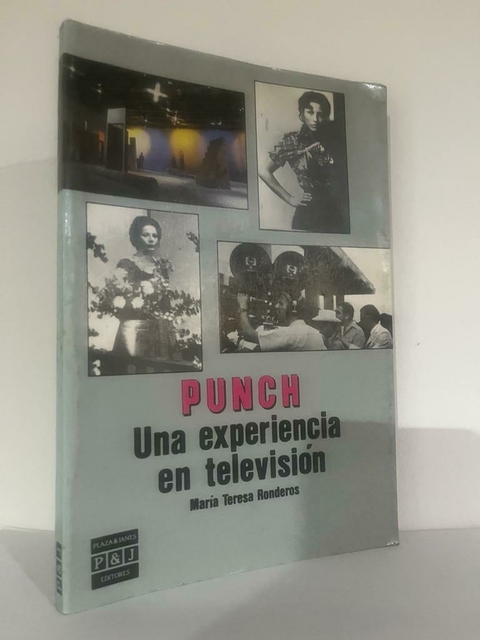 PUNCH
Una experiencia
en televisión
María Teresa Ronderos
PLAZA & JANES
P & J
EDITORES